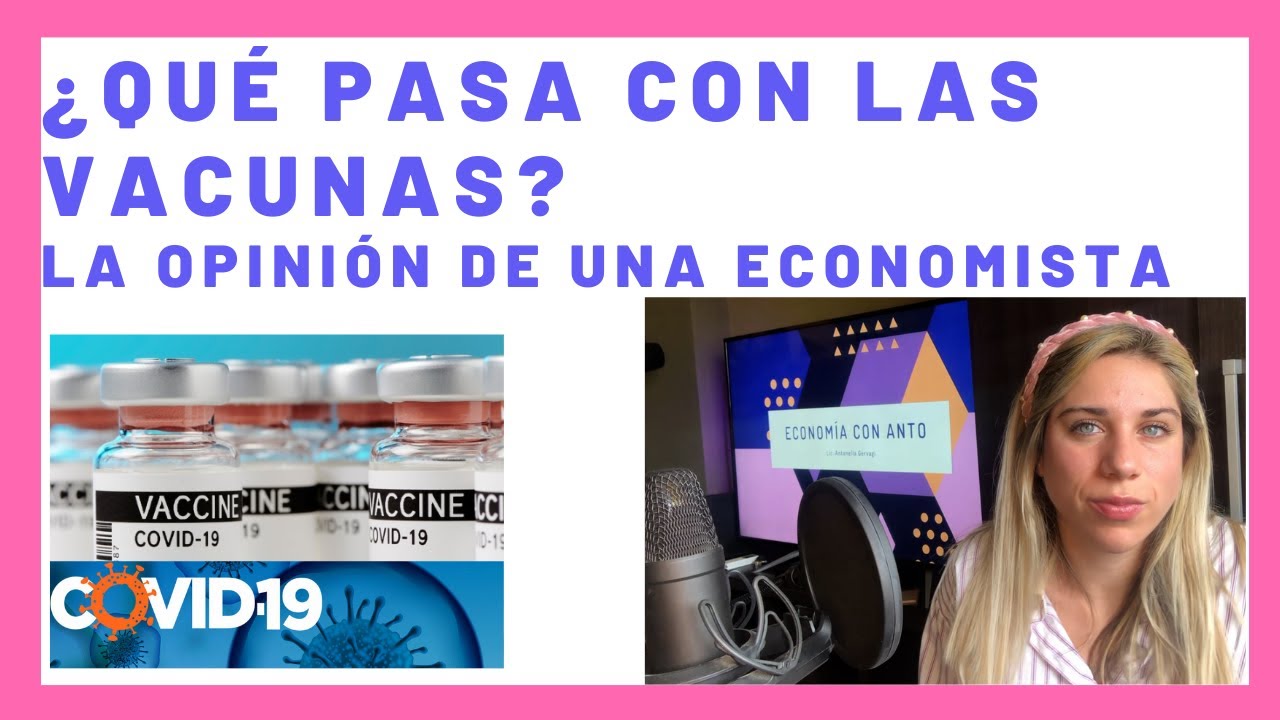 ¿QUÉ PASA CON LAS
VACUNAS?
LA OPINIÓN DE UNA ECONOMISTA
ECONOMÍA CON ANTO
VACCINE
COVID-19
87
CCINE
-19
VACCINE
COVID-19
COVID-19